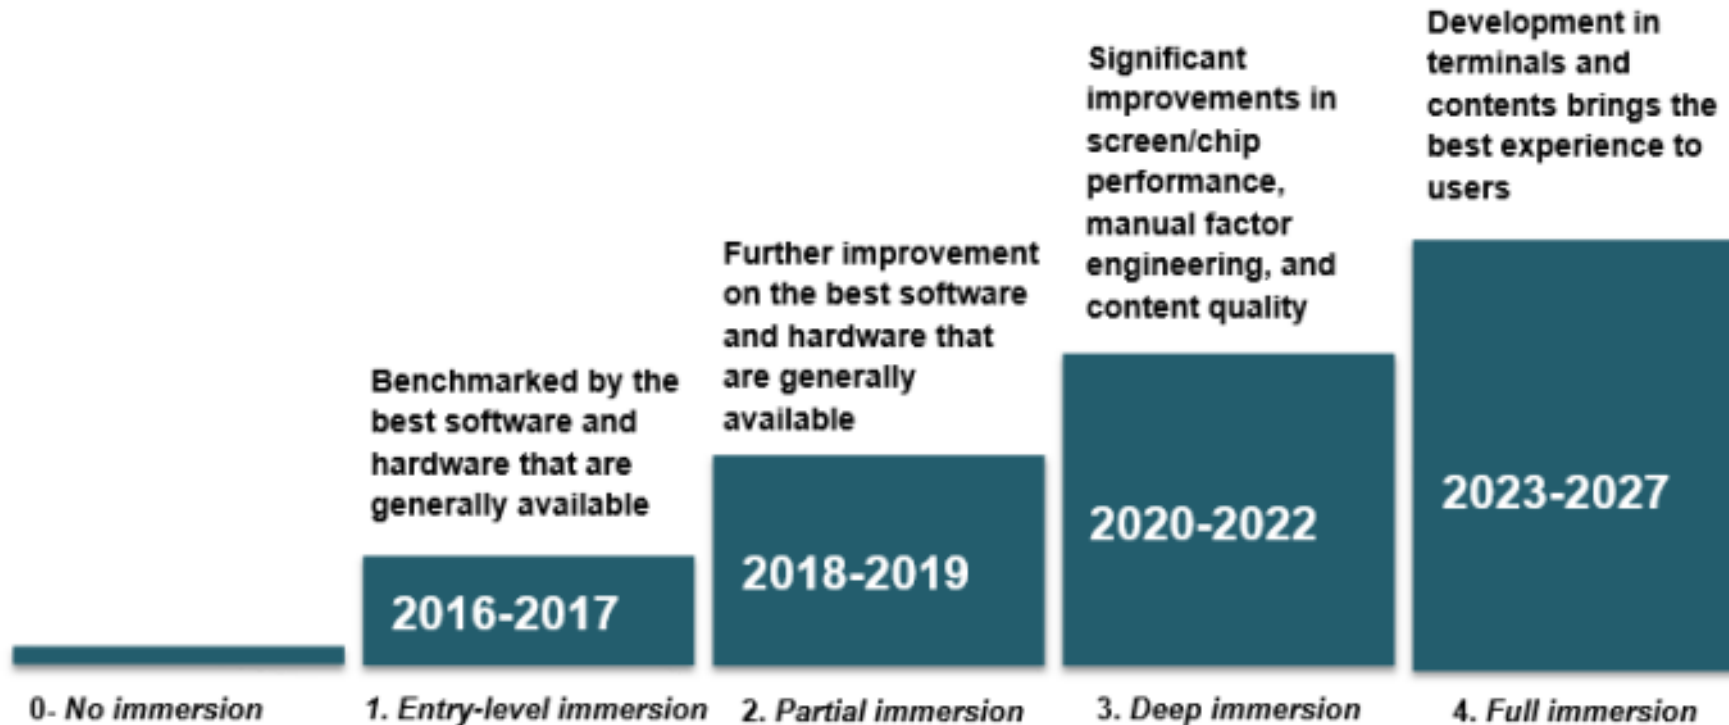 Development in
terminals and
contents brings the
best experience to
users
Significant
improvements in
screen/chip
performance,
manual factor
engineering, and
content quality
Further improvement
on the best software
and hardware that
are generally
available
Benchmarked by the
best software and
hardware that are
generally available
2016-2017
2018-2019
2020-2022
2023-2027
0- No immersion
1. Entry-level immersion
2. Partial immersion
3. Deep immersion
4. Full immersion